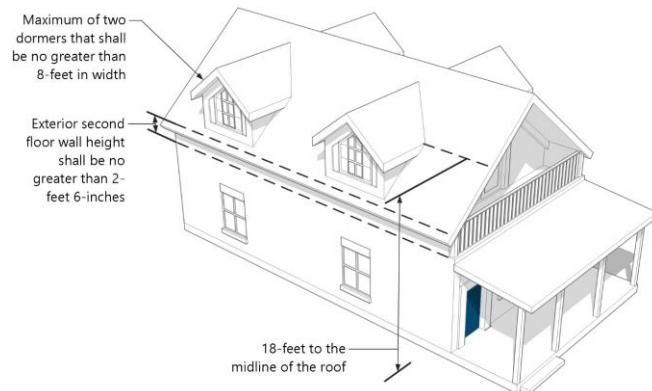 Maximum of two
dormers that shall
be no greater than
8-feet in width
Exterior second
floor wall height
shall be no
greater than 2-
feet 6-inches
18-feet to the
midline of the roof